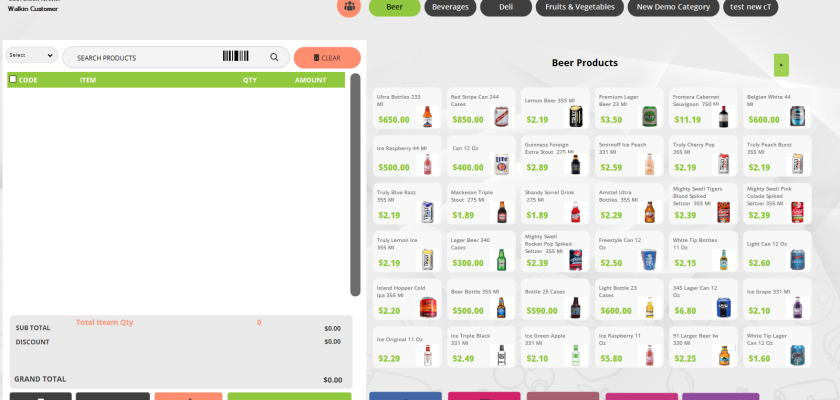 Walkin Customer
Beer
Beverages
Deli
Fruits & Vegetables
New Demo Category
test new cT
Select
SEARCH PRODUCTS
CLEAR
CODE ITEM QTY AMOUNT
Total Iteam Qty 0
SUB TOTAL $0.00
DISCOUNT $0.00
GRAND TOTAL $0.00
Beer Products
Ultra Bottles 233
Ml
$650.00
Red Stripe Can 244
Cases
$850.00
Lemon Beer 355 Ml
$2.19
Premium Lager
Beer 23 Ml
$3.50
Frontera Cabernet
Sauvignon 750 Ml
$11.19
Belgian White 44
Ml
$600.00
Ice Raspberry 44 Ml
$500.00
Can 12 Oz
$400.00
Guinness Foreign
Extra Stout 275 Ml
$2.89
Smirnoff Ice Peach
331 Ml
$2.59
Truly Cherry Pop
355 Ml
$2.19
Truly Peach Burst
355 Ml
$2.19
Truly Blue Razz
355 Ml
$2.19
Mackeson Triple
Stout 275 Ml
$1.89
Shandy Sorrel Drink
275 Ml
$1.89
Amstel Ultra
Bottles 355 Ml
$2.29
Mighty Swell Tigers
Blood Spiked
Seltzer 355 Ml
$2.39
Mighty Swell Pink
Colada Spiked
Seltzer 355 Ml
$2.39
Truly Lemon Ice
355 Ml
$2.19
Lager Beer 340
Cases
$300.00
Mighty Swell
Rocket Pop Spiked
Seltzer 355 Ml
$2.39
Freestyle Can 12
Oz
$2.50
White Tip Bottles
11 Oz
$2.15
Light Can 12 Oz
$2.60
Island Hopper Cold
Ipa 355 Ml
$2.20
Beer Bottle 355 Ml
$500.00
Bottle 25 Cases
$590.00
Light Bottle 23
Cases
$600.00
345 Lager Can 12
Oz
$6.80
Ice Grape 331 Ml
$2.10
Ice Original 11 Oz
$2.29
Ice Triple Black
331 Ml
$2.49
Ice Green Apple
331 Ml
$2.10
Ice Raspberry 11
Oz
$5.80
91 Larger Beer Iw
330 Ml
$2.25
White Tip Lager
Can 12 Oz
$1.60